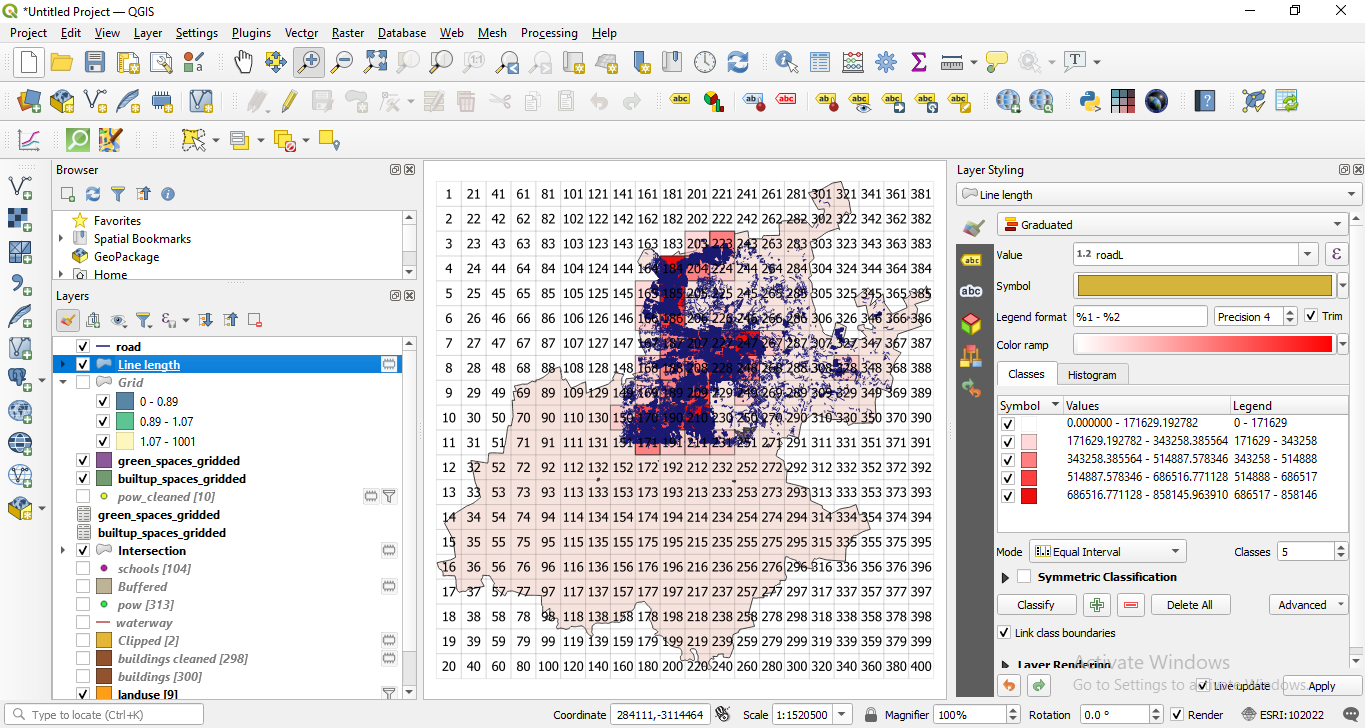 *Untitled Project — QGIS
Project Edit View Layer Settings Plugins Vector Raster Database Web Mesh Processing Help
Browser
Favorites
Spatial Bookmarks
GeoPackage
Home
Layers
road
Line length
Grid
0 - 0.89
0.89 - 1.07
1.07 - 1001
green_spaces_gridded
builtup_spaces_gridded
pow_cleaned [10]
green_spaces_gridded
builtup_spaces_gridded
Intersection
schools [104]
Buffered
pow [313]
waterway
Clipped [2]
buildings cleaned [298]
buildings [300]
landuse [9]
1 21 41 61 81 101 121 141 161 181 201 221 241 261 281 301 321 341 361 381
2 22 42 62 82 102 122 142 162 182 202 222 242 262 282 302 322 342 362 382
3 23 43 63 83 103 123 143 163 183 203 223 243 263 283 303 323 343 363 383
4 24 44 64 84 104 124 144 164 184 204 224 244 264 284 304 324 344 364 384
5 25 45 65 85 105 125 145 165 185 205 225 245 265 285 305 325 345 365 385
6 26 46 66 86 106 126 146 166 186 206 226 246 266 286 306 326 346 366 386
7 27 47 67 87 107 127 147 167 187 207 227 247 267 287 307 327 347 367 387
8 28 48 68 88 108 128 148 168 188 208 228 248 268 288 308 328 348 368 388
9 29 49 69 89 109 129 149 169 189 209 229 249 269 289 309 329 349 369 389
10 30 50 70 90 110 130 150 170 190 210 230 250 270 290 310 330 350 370 390
11 31 51 71 91 111 131 151 171 191 211 231 251 271 291 311 331 351 371 391
12 32 52 72 92 112 132 152 172 192 212 232 252 272 292 312 332 352 372 392
13 33 53 73 93 113 133 153 173 193 213 233 253 273 293 313 333 353 373 393
14 34 54 74 94 114 134 154 174 194 214 234 254 274 294 314 334 354 374 394
15 35 55 75 95 115 135 155 175 195 215 235 255 275 295 315 335 355 375 395
16 36 56 76 96 116 136 156 176 196 216 236 256 276 296 316 336 356 376 396
17 37 57 77 97 117 137 157 177 197 217 237 257 277 297 317 337 357 377 397
18 38 58 78 98 118 138 158 178 198 218 238 258 278 298 318 338 358 378 398
19 39 59 79 99 119 139 159 179 199 219 239 259 279 299 319 339 359 379 399
20 40 60 80 100 120 140 160 180 200 220 240 260 280 300 320 340 360 380 400
Layer Styling
Line length
Graduated
Value 1.2 roadL
Symbol
Legend format %1 - %2 Precision 4 Trim
Color ramp
Classes Histogram
Symbol Values Legend
0.000000 - 171629.192782 0 - 171629
171629.192782 - 343258.385564 171629 - 343258
343258.385564 - 514887.578346 343258 - 514888
514887.578346 - 686516.771128 514888 - 686517
686516.771128 - 858145.963910 686517 - 858146
Mode Equal Interval Classes 5
Symmetric Classification
Classify Delete All Advanced
Link class boundaries
Layer Rendering
Activate Windows
Go to Settings to activate Windows.
Live update Apply
Type to locate (Ctrl+K) Coordinate 284111,-3114464 Scale 1:1520500 Magnifier 100% Rotation 0.0 ° Render ESRI:102022